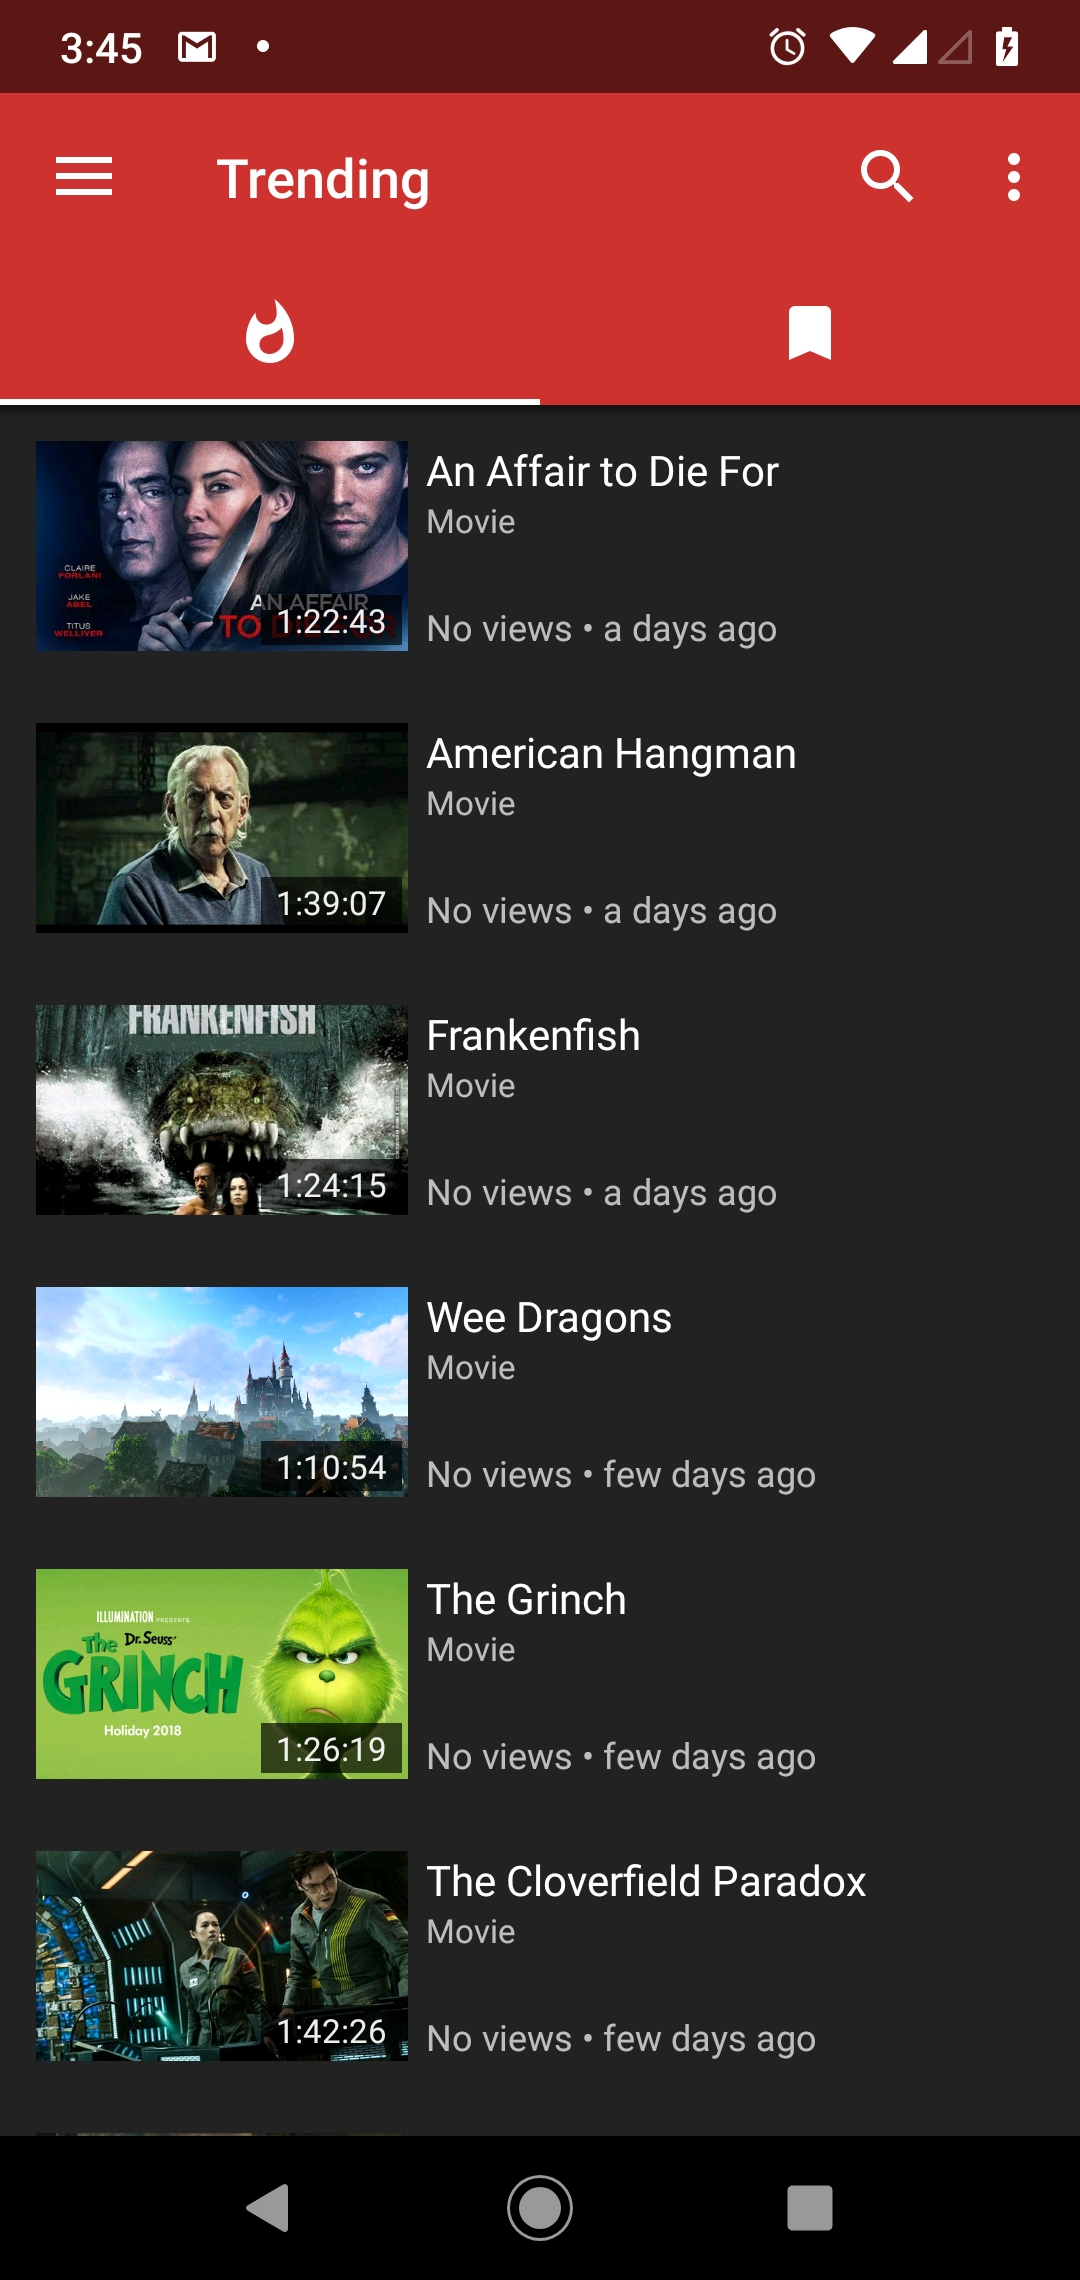 3:45
Trending
CLAIRE
FORLANI
JAKE
ABEL
TITUS
WELLIVER
AN AFFAIR
TO DIE FOR
1:22:43
An Affair to Die For
Movie
No views • a days ago
1:39:07
American Hangman
Movie
No views • a days ago
FRANKENFISH
1:24:15
Frankenfish
Movie
No views • a days ago
1:10:54
Wee Dragons
Movie
No views • few days ago
ILLUMINATION PRESENTS
Dr. Seuss'
The
GRINCH
Holiday 2018
1:26:19
The Grinch
Movie
No views • few days ago
1:42:26
The Cloverfield Paradox
Movie
No views • few days ago